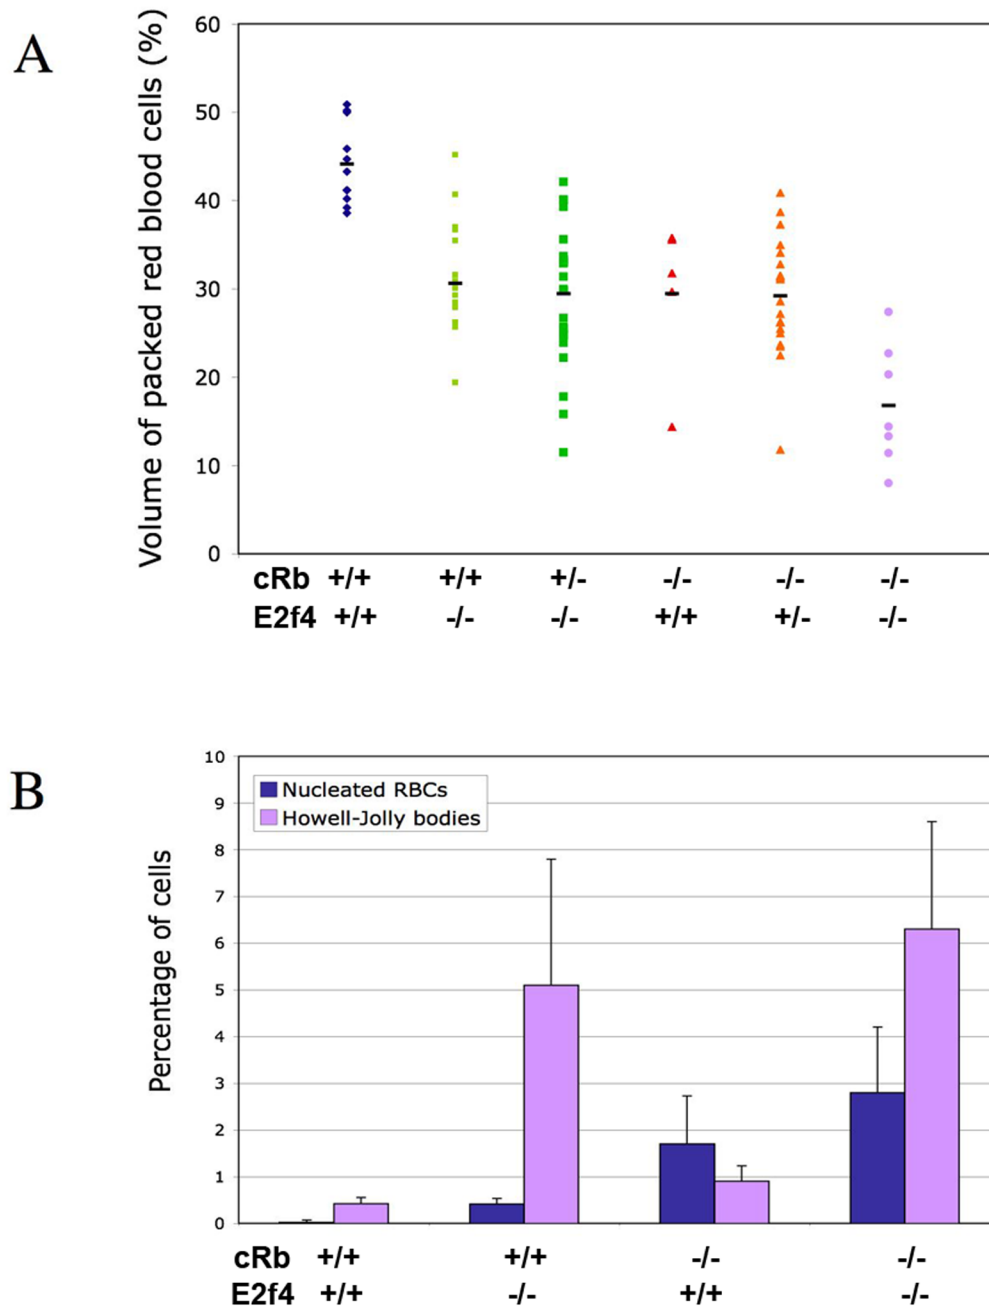 A
Volume of packed red blood cells (%)
60
50
40
30
20
10
0
cRb +/+ +/+ +/- -/- -/- -/-
E2f4 +/+ -/- -/- +/+ +/- -/-
B
Percentage of cells
10
9
8
7
6
5
4
3
2
1
0
Nucleated RBCs
Howell-Jolly bodies
cRb +/+ +/+ -/- -/-
E2f4 +/+ -/- +/+ -/-